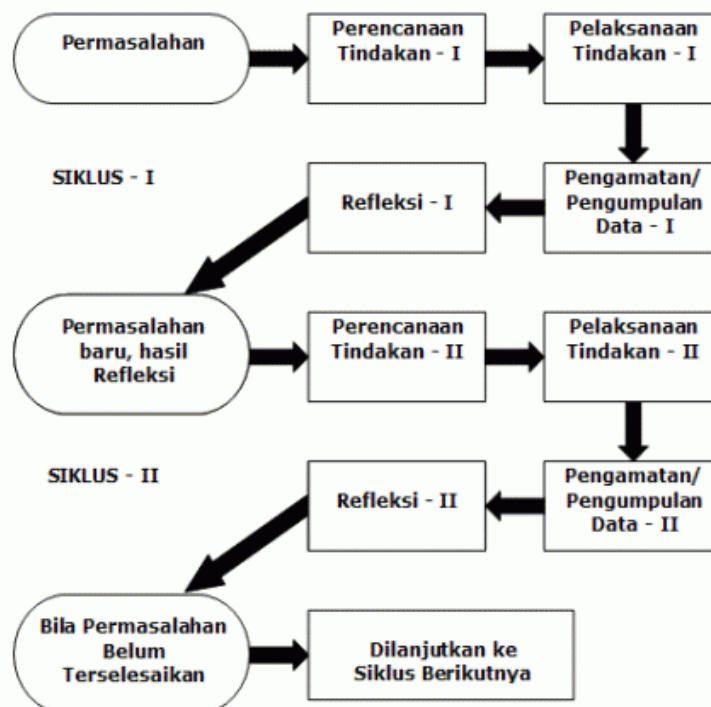 Permasalahan
Perencanaan
Tindakan - I
Pelaksanaan
Tindakan - I
SIKLUS - I
Refleksi - I
Pengamatan/
Pengumpulan
Data - I
Permasalahan
baru, hasil
Refleksi
Perencanaan
Tindakan - II
Pelaksanaan
Tindakan - II
SIKLUS - II
Refleksi - II
Pengamatan/
Pengumpulan
Data - II
Bila Permasalahan
Belum
Terselesaikan
Dilanjutkan ke
Siklus Berikutnya